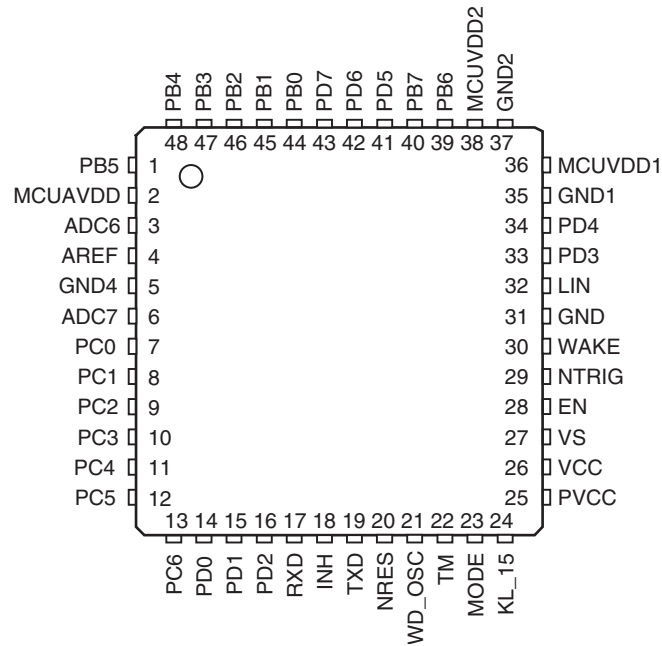 PB4 PB3 PB2 PB1 PB0 PD7 PD6 PD5 PB7 PB6 MCUVDD2 GND2
48 47 46 45 44 43 42 41 40 39 38 37
PB5 1 36 MCUVDD1
MCUAVDD 2 35 GND1
ADC6 3 34 PD4
AREF 4 33 PD3
GND4 5 32 LIN
ADC7 6 31 GND
PC0 7 30 WAKE
PC1 8 29 NTRIG
PC2 9 28 EN
PC3 10 27 VS
PC4 11 26 VCC
PC5 12 25 PVCC
13 14 15 16 17 18 19 20 21 22 23 24
PC6 PD0 PD1 PD2 RXD INH TXD NRES WD_OSC TM MODE KL_15